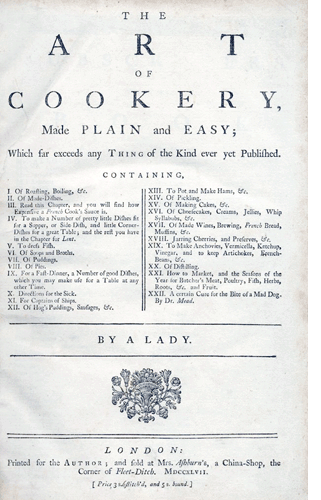 THE
ART
OF
COOKERY,
Made PLAIN and EASY;
Which far exceeds any THING of the Kind ever yet Published.
CONTAINING,
I Of Roasting, Boiling, &c.
II Of Made-Dishes.
III. Read this Chapter, and you will find how
Expensive a French Cook's Sauce is.
IV. To make a Number of pretty little Dishes fit
for a Supper, or Side-Dish, and little Corner-
Dishes for a great Table; and the rest you have
in the Chapter for Lent.
V. To dress Fish.
VI. Of Soops and Broths.
VII. Of Puddings.
VIII. Of Pies.
IX. For a Fast-Dinner, a Number of good Dishes,
which you may make use for a Table at any
other Time.
X. Directions for the Sick.
XI. For Captains of Ships.
XII. Of Hog's Puddings, Sausages, &c.
XIII. To Pot and Make Hams, &c.
XIV. Of Pickling.
XV. Of Making Cakes, &c.
XVI. Of Cheesecakes, Creams, Jellies, Whip
Syllabubs, &c.
XVII. Of Made Wines, Brewing, French Bread,
Muffins, &c.
XVIII. Jarring Cherries, and Preserves, &c.
XIX. To Make Anchovies, Vermicella, Ketchup,
Vinegar, and to keep Artichokes, French-
Beans, &c.
XX. Of Distilling.
XXI. How to Market, and the Seasons of the
Year for Butcher's Meat, Poultry, Fish, Herbs,
Roots, &c. and Fruit.
XXII. A certain Cure for the Bite of a Mad Dog.
By Dr. Mead.
BY A LADY.
LONDON:
Printed for the AUTHOR; and sold at Mrs. Ashburn's, a China-Shop, the
Corner of Fleet-Ditch. MDCCXLVII.
[ Price 3 s. stitch'd, and 5 s. bound. ]